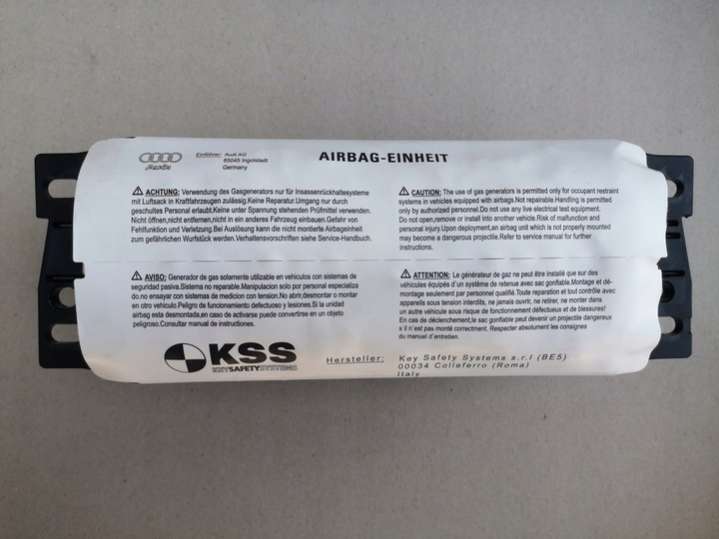 Audi
Einführer: Audi AG
85045 Ingolstadt
Germany
AIRBAG-EINHEIT
ACHTUNG: Verwendung des Gasgenerators nur für Insassenrückhaltesysteme
mit Luftsack in Kraftfahrzeugen zulässig.Keine Reparatur.Umgang nur durch
geschultes Personal erlaubt.Keine unter Spannung stehenden Prüfmittel verwenden.
Nicht öffnen,nicht entfernen,nicht in ein anderes Fahrzeug einbauen.Gefahr von
Fehlfunktion und Verletzung.Bei Auslösung kann die nicht montierte Airbageinheit
zum gefährlichen Wurfstück werden.Verhaltensvorschriften siehe Service-Handbuch.
CAUTION: The use of gas generators is permitted only for occupant restraint
systems in vehicles equipped with airbags.Not repairable.Handling is permitted
only by authorized personnel.Do not use any live electrical test equipment.
Do not open,remove or install into another vehicle.Risk of malfunction and
personal injury.Upon deployment,an airbag unit which is not properly mounted
may become a dangerous projectile.Refer to service manual for further
instructions.
AVISO: Generador de gas solamente utilizable en vehiculos con sistemas de
seguridad pasiva.Sistema no reparable.Manipulacion solo por personal especializa
do.no ensayar con sistemas de medicion con tension.No abrir,desmontar o montar
en otro vehiculo.Peligro de funcionamiento defectuoso y lesiones.Si la unidad
airbag esta desmontada,en caso de activarse puede convertirse en un objeto
peligroso.Consultar manual de instructiones.
ATTENTION: Le générateur de gaz ne peut être installé que sur des
véhicules équipés d'un système de retenue avec sac gonflable.Montage et dé-
montage seulement par personnel qualifié.Toute reparation et tout contrôle avec
apparells sous tension interdits, ne jamais ouvrir, ne retirer, ne monter dans
un autre véhicule sous risque de fonctionnement défectueux et de blessures!
En cas de déclenchement,le sac gonflable peut devenir un projectile dangereux
s il n'est pas monté correctment. Respecter absolument les consignes
du manual d'entretien.
KSS
KEYSAFETYSYSTEMS
Hersteller: Key Safety Systems s.r.l (BE5)
00034 Colleferro (Roma)
Italy